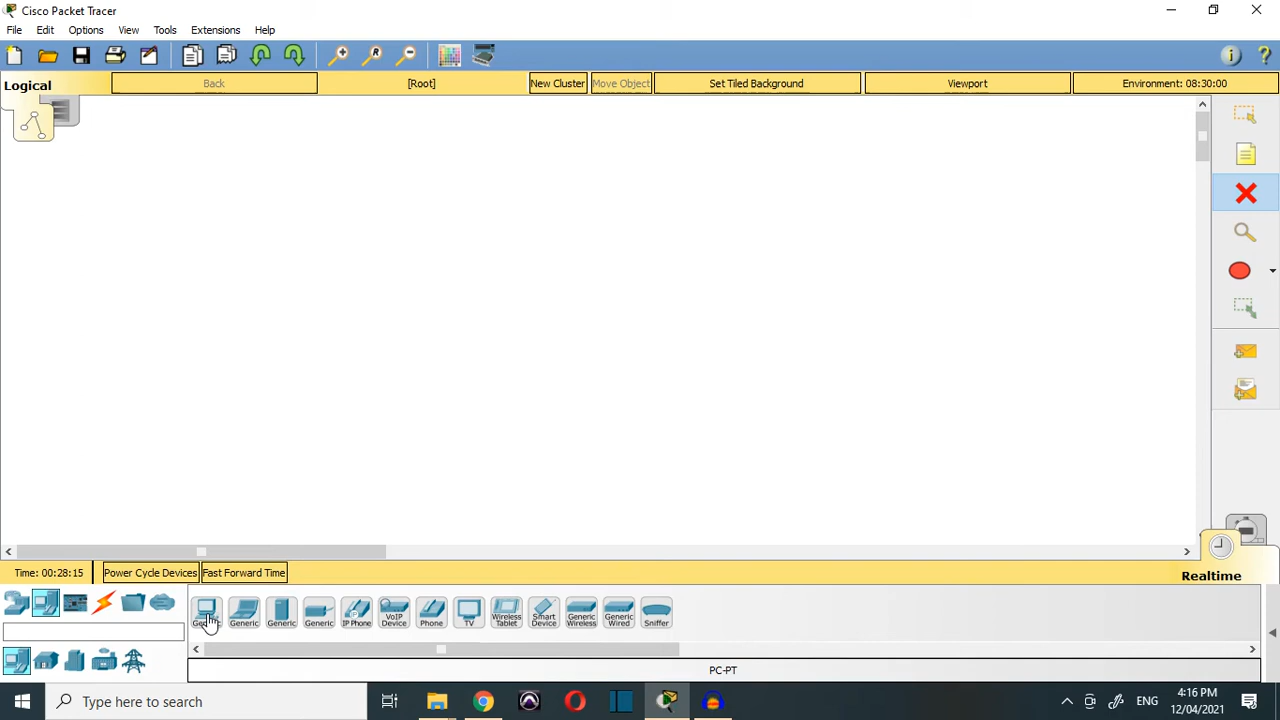 Cisco Packet Tracer
File Edit Options View Tools Extensions Help
Logical Back [Root] New Cluster Move Object Set Tiled Background Viewport Environment: 08:30:00
Time: 00:28:15 Power Cycle Devices Fast Forward Time Realtime
Generic Generic Generic IP Phone VoIP Device Phone TV Wireless Tablet Smart Device Generic Wireless Generic Wired Sniffer
PC-PT
Type here to search
ENG
4:16 PM
12/04/2021